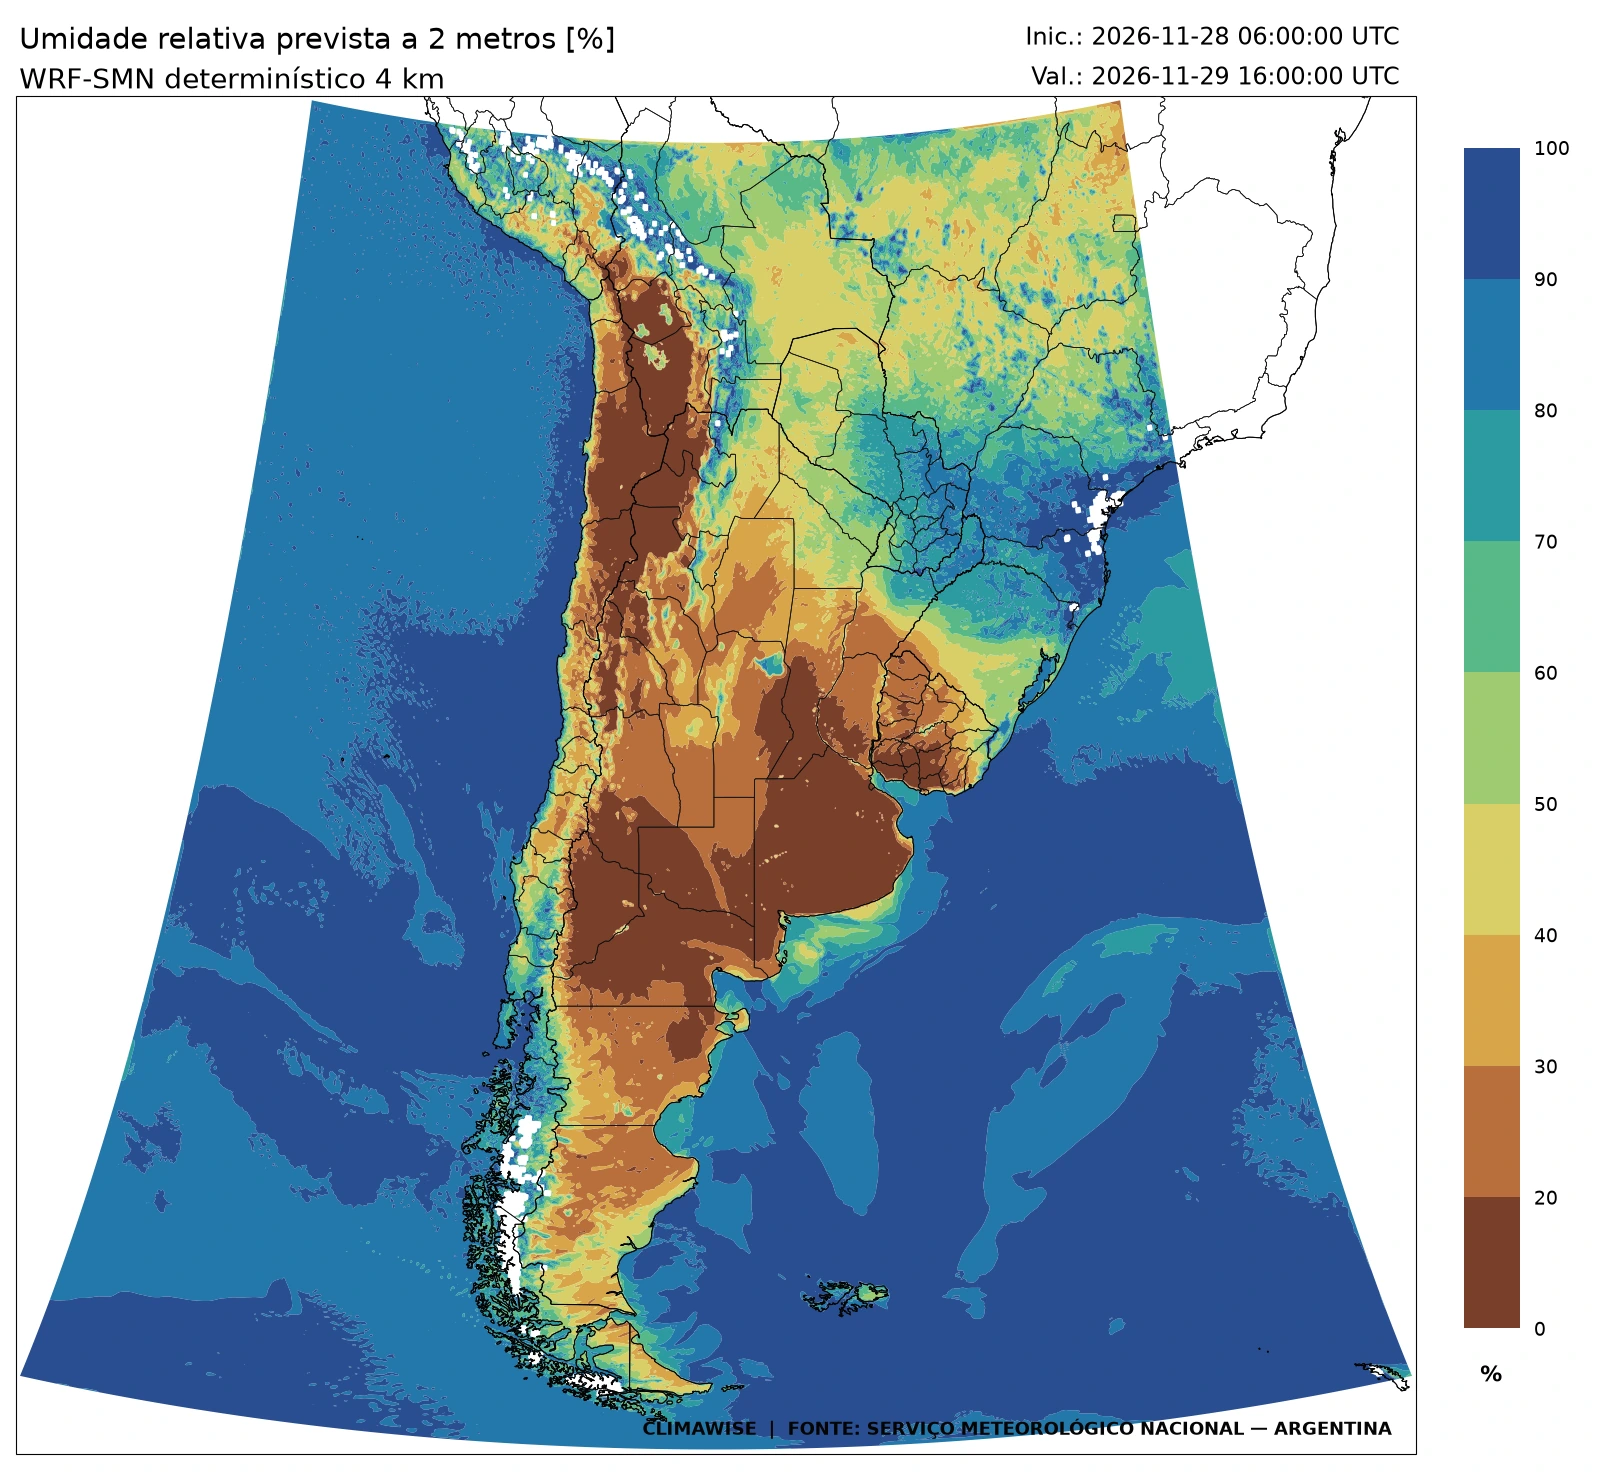 Umidade relativa prevista a 2 metros [%]
WRF-SMN determinístico 4 km
Inic.: 2026-11-28 06:00:00 UTC
Val.: 2026-11-29 16:00:00 UTC
100
90
80
70
60
50
40
30
20
0
%
CLIMAWISE | FONTE: SERVIÇO METEOROLÓGICO NACIONAL — ARGENTINA